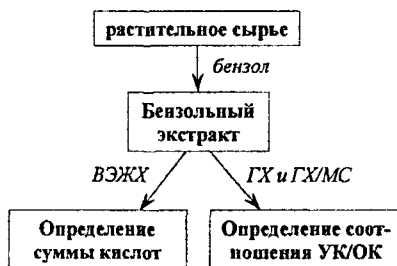 растительное сырье
бензол
Бензольный
экстракт
ВЭЖХ
ГХ и ГХ/МС
Определение
суммы кислот
Определение соот-
ношения УК/ОК